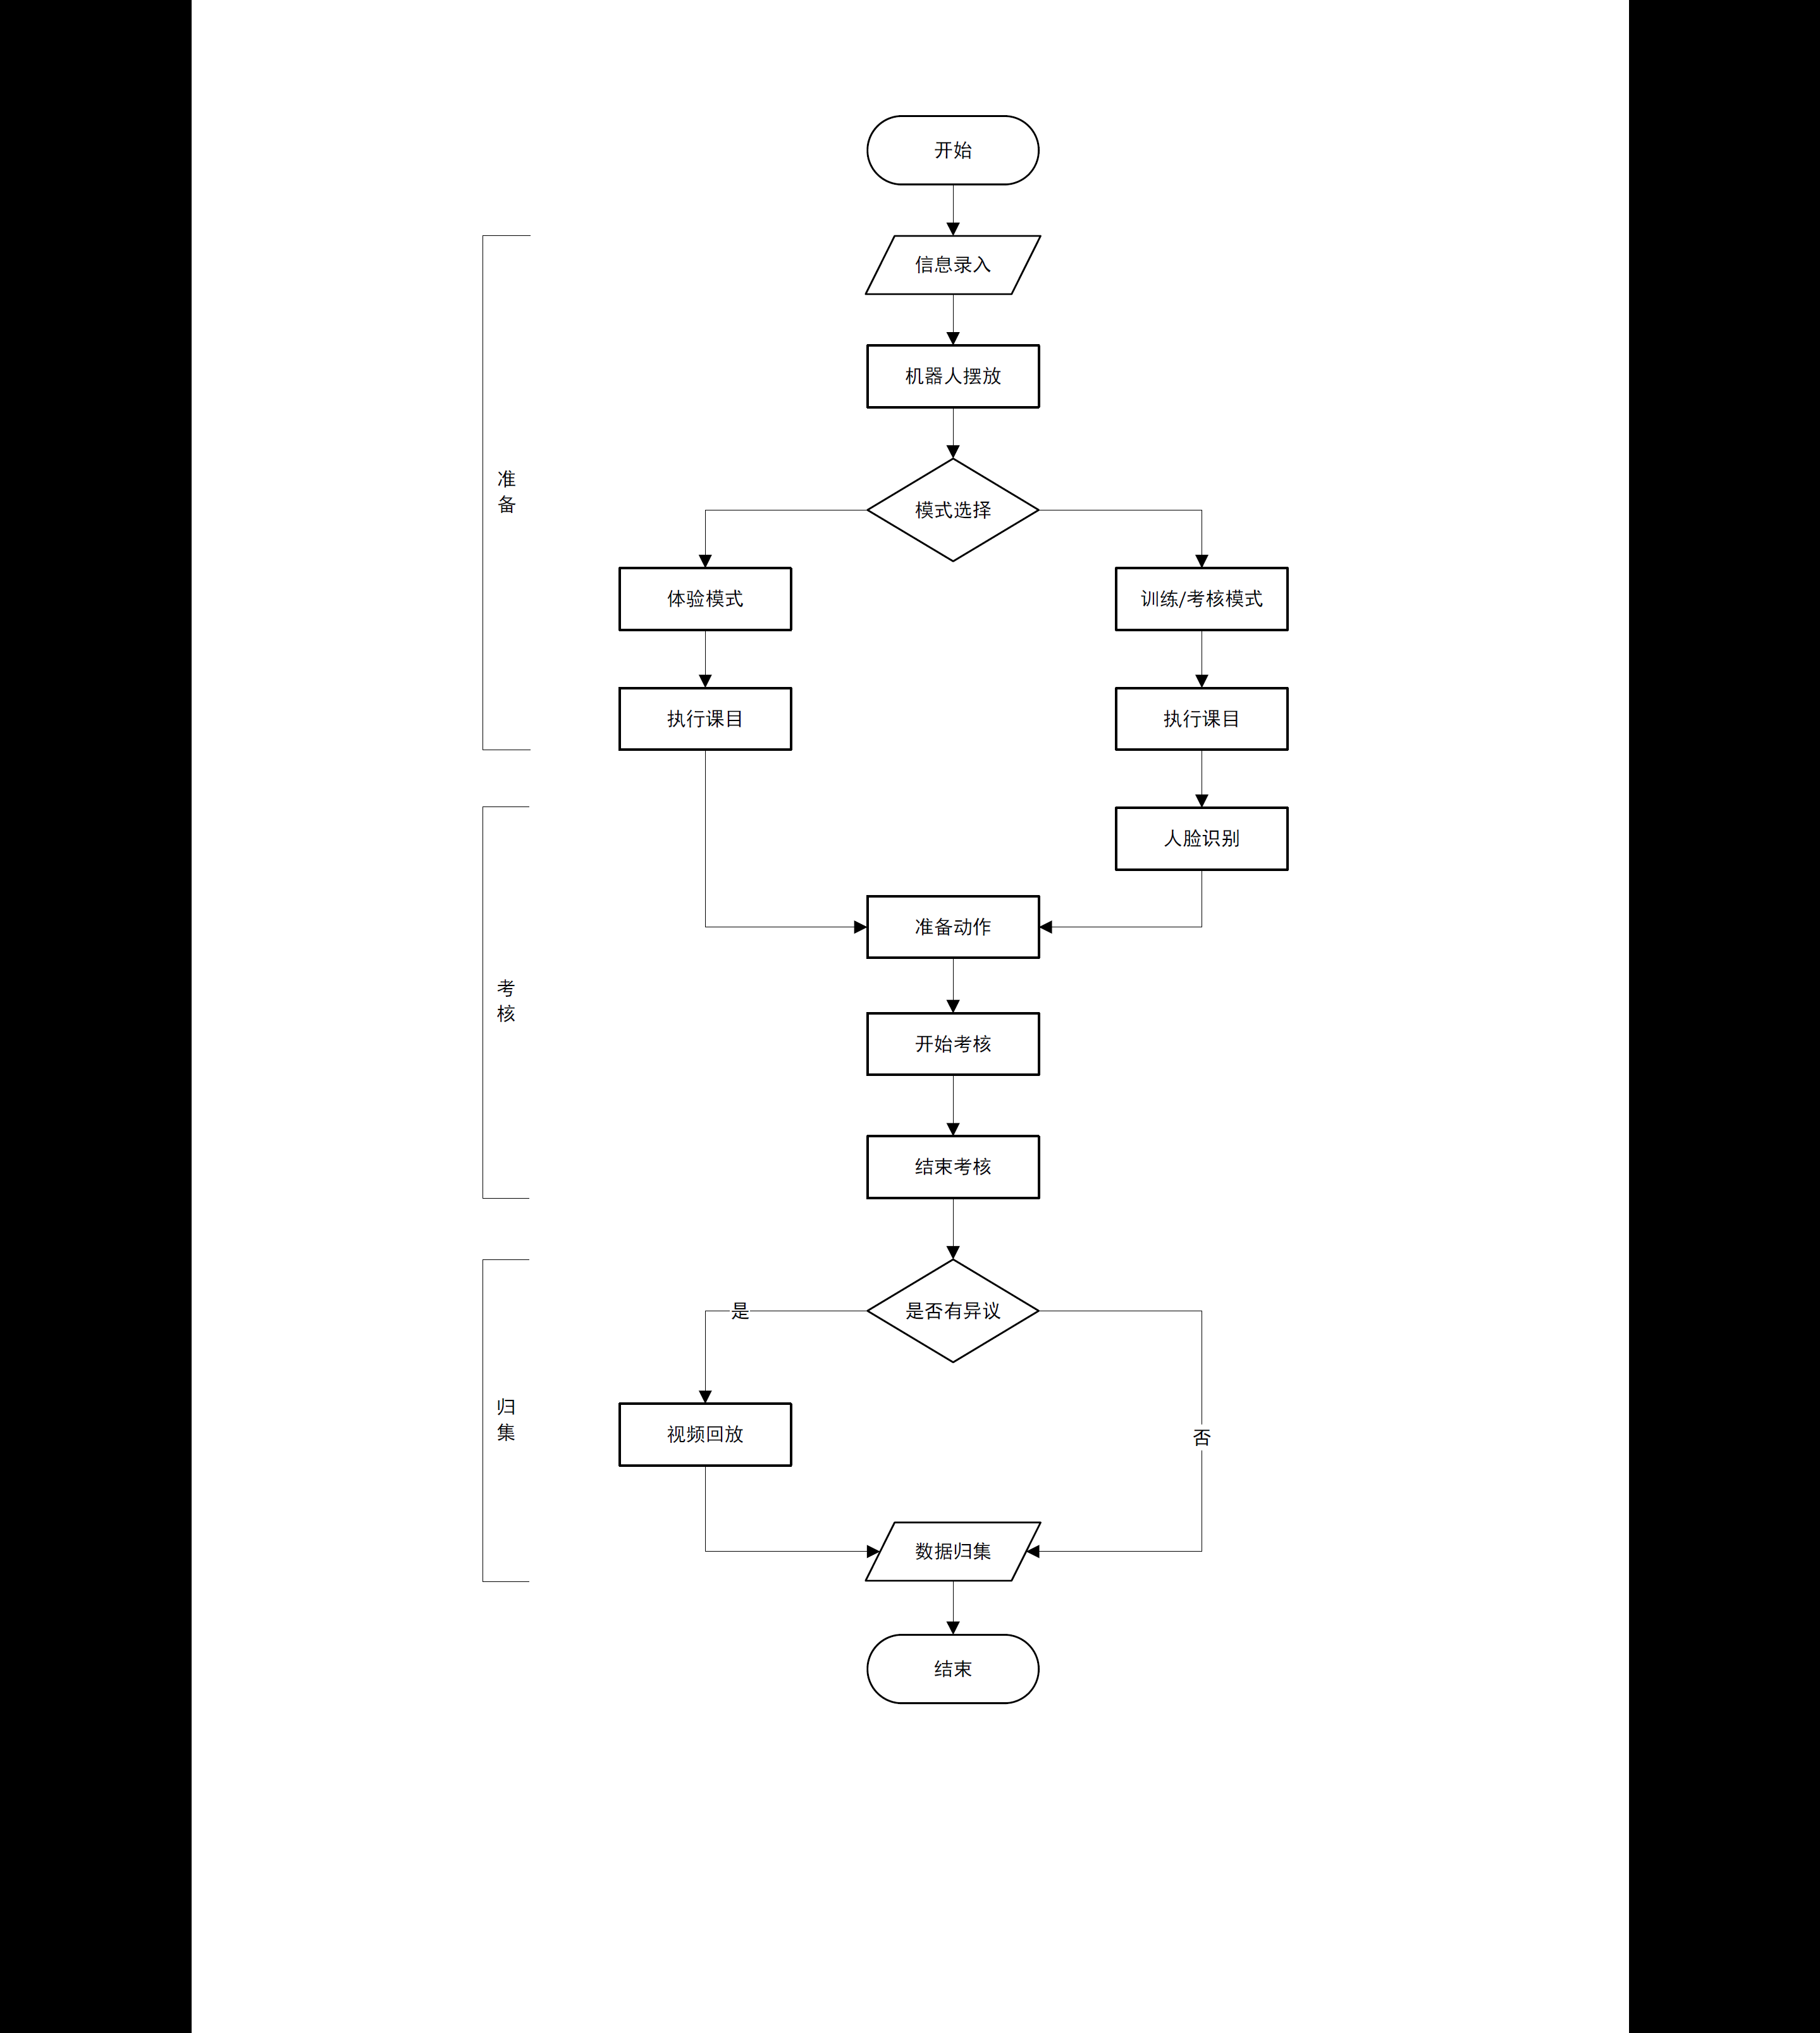 开始
信息录入
机器人摆放
准
备
模式选择
体验模式
训练/考核模式
执行课目
执行课目
人脸识别
准备动作
考
核
开始考核
结束考核
是否有异议
是
归
集
视频回放
否
数据归集
结束